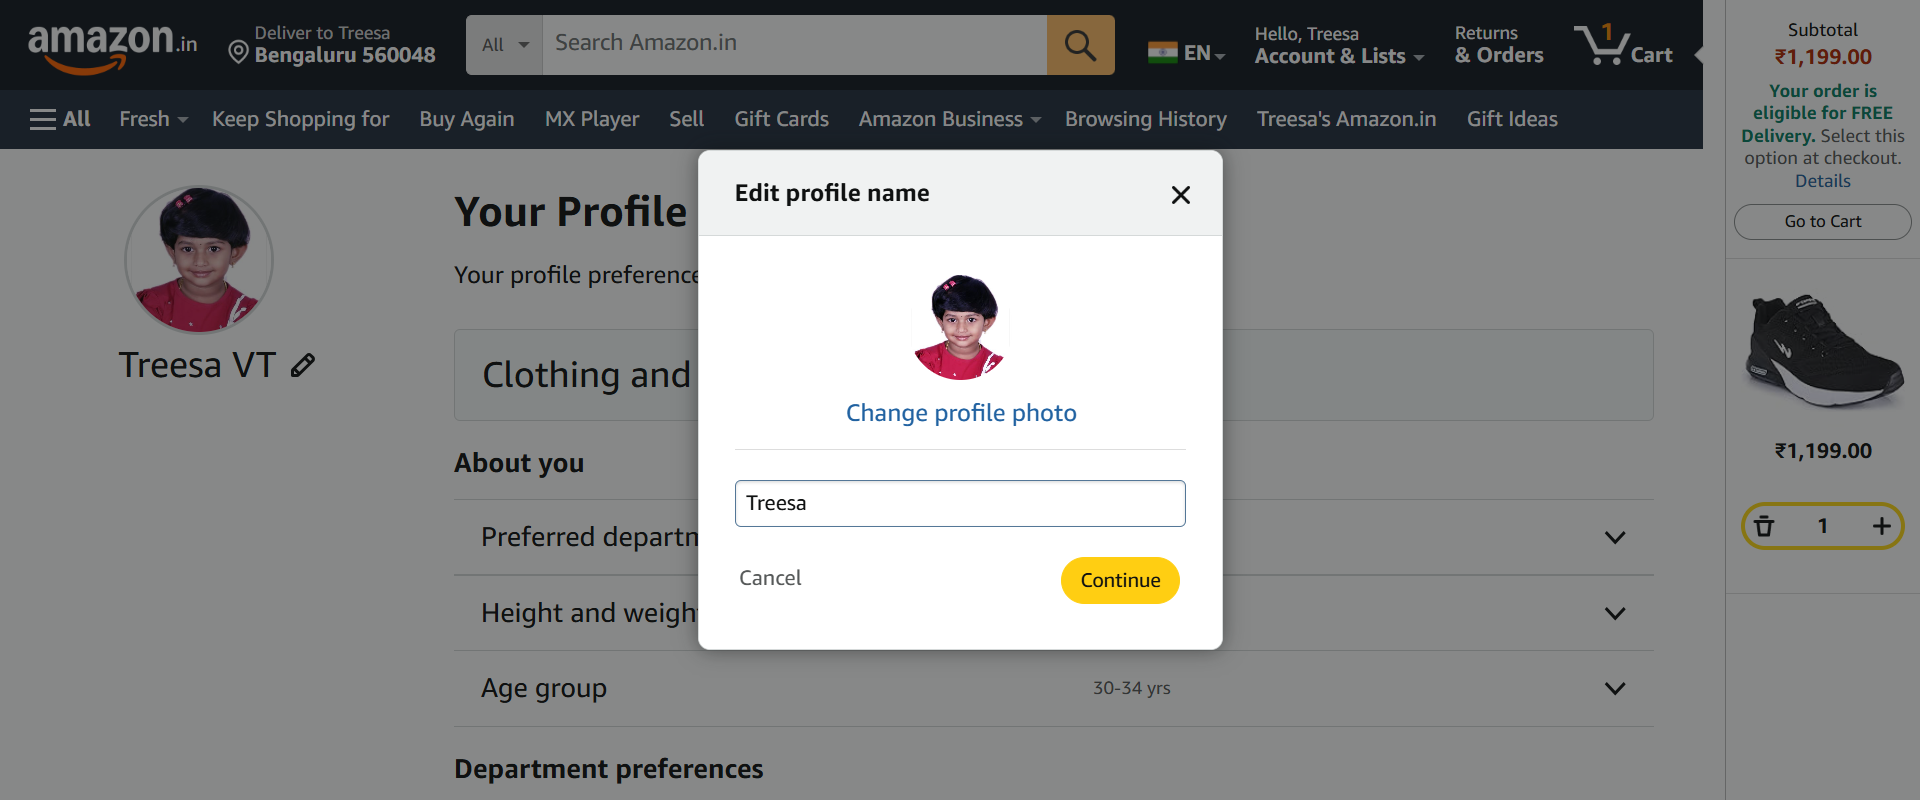 amazon.in
Deliver to Treesa
Bengaluru 560048
All
Search Amazon.in
EN
Hello, Treesa
Account & Lists
Returns
& Orders
1
Cart
All
Fresh
Keep Shopping for
Buy Again
MX Player
Sell
Gift Cards
Amazon Business
Browsing History
Treesa's Amazon.in
Gift Ideas
Subtotal
₹1,199.00
Your order is
eligible for FREE
Delivery. Select this
option at checkout.
Details
Go to Cart
₹1,199.00
1
Treesa VT
Your Profile
Your profile preference
Clothing and
About you
Preferred departn
Height and weigh
Age group
30-34 yrs
Department preferences
Edit profile name
Change profile photo
Treesa
Cancel
Continue